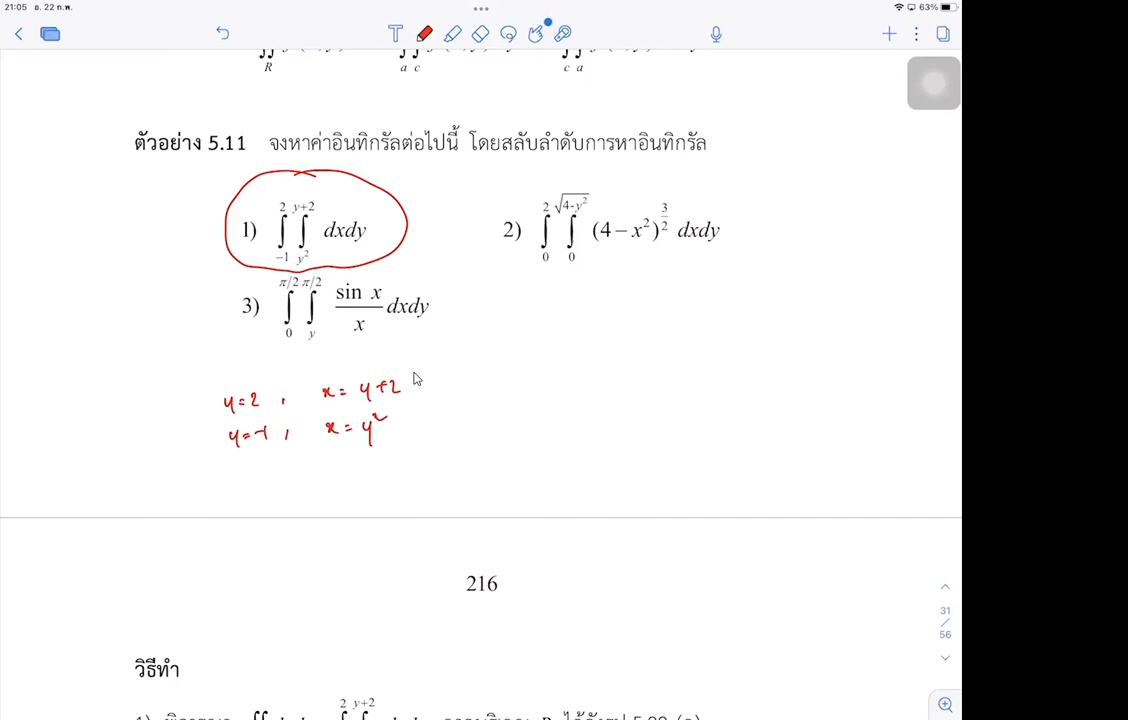 21:05 อ. 22 ก.พ. 63%
R a c c a
ตัวอย่าง 5.11 จงหาค่าอินทิกรัลต่อไปนี้ โดยสลับลำดับการหาอินทิกรัล
1) ∫_{-1}^{2} ∫_{y²}^{y+2} dxdy 2) ∫_{0}^{2} ∫_{0}^{√(4-y²)} (4-x²)^{3/2} dxdy
3) ∫_{0}^{π/2} ∫_{y}^{π/2} (sin x / x) dxdy
y=2 , x= y+2
y=-1 , x= y²
216
31
/
56
วิธีทำ
2 y+2